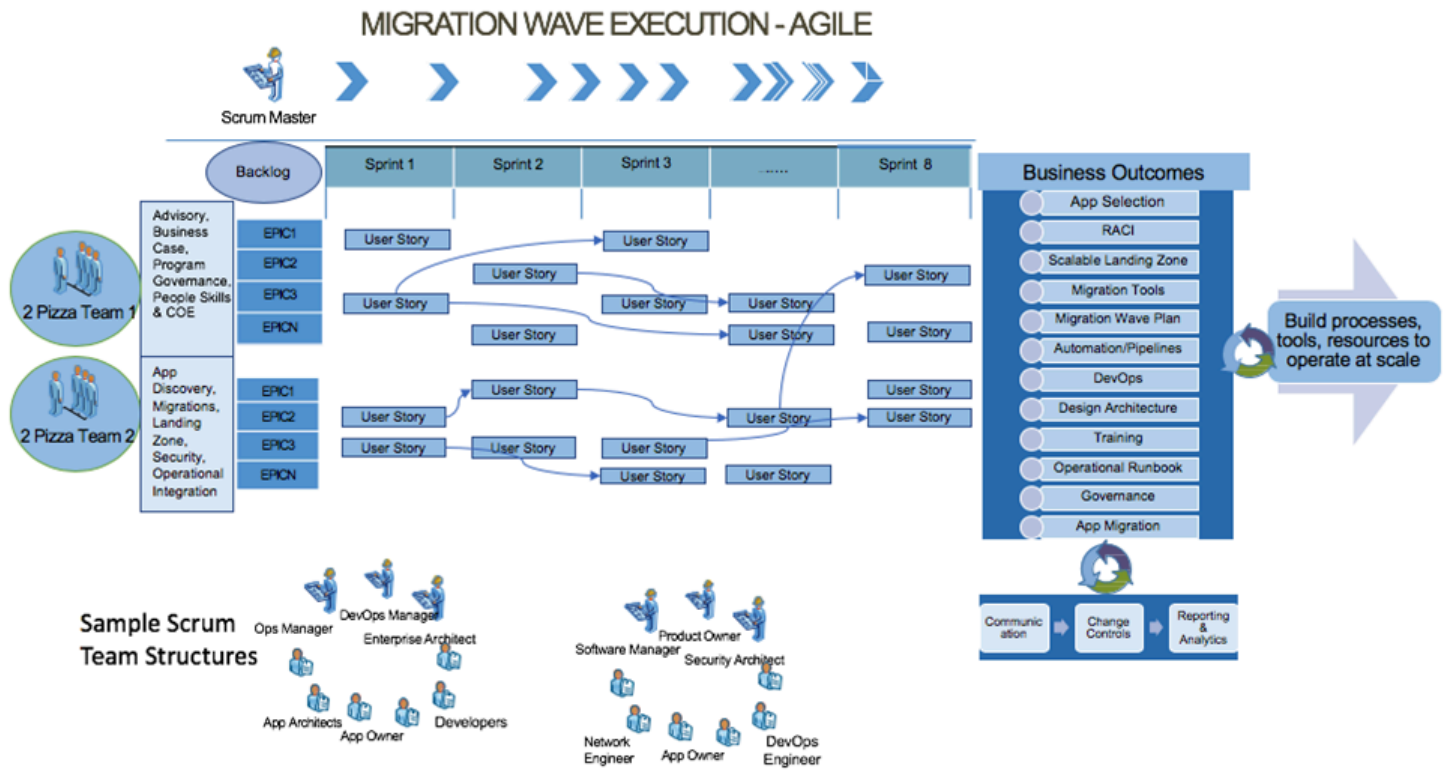 MIGRATION WAVE EXECUTION - AGILE
Scrum Master
Backlog
Sprint 1
Sprint 2
Sprint 3
......
Sprint 8
2 Pizza Team 1
Advisory,
Business
Case,
Program
Governance,
People Skills
& COE
EPIC1
User Story
User Story
EPIC2
User Story
User Story
EPIC3
User Story
User Story
User Story
EPICN
User Story
User Story
User Story
2 Pizza Team 2
App
Discovery,
Migrations,
Landing
Zone,
Security,
Operational
Integration
EPIC1
User Story
User Story
EPIC2
User Story
User Story
User Story
EPIC3
User Story
User Story
User Story
EPICN
User Story
User Story
Business Outcomes
App Selection
RACI
Scalable Landing Zone
Migration Tools
Migration Wave Plan
Automation/Pipelines
DevOps
Design Architecture
Training
Operational Runbook
Governance
App Migration
Build processes,
tools, resources to
operate at scale
Communic
ation
Change
Controls
Reporting
&
Analytics
Sample Scrum
Team Structures
Ops Manager
DevOps Manager
Enterprise Architect
App Architects
App Owner
Developers
Software Manager
Product Owner
Security Architect
Network
Engineer
App Owner
DevOps
Engineer